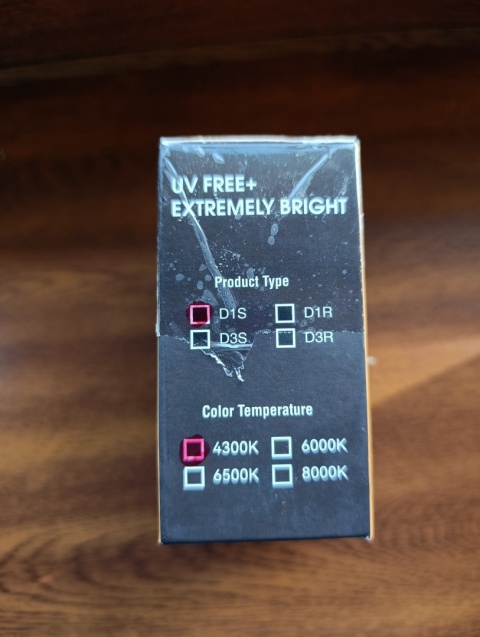 UV FREE+
EXTREMELY BRIGHT
Product Type
D1S D1R
D3S D3R
Color Temperature
4300K 6000K
6500K 8000K